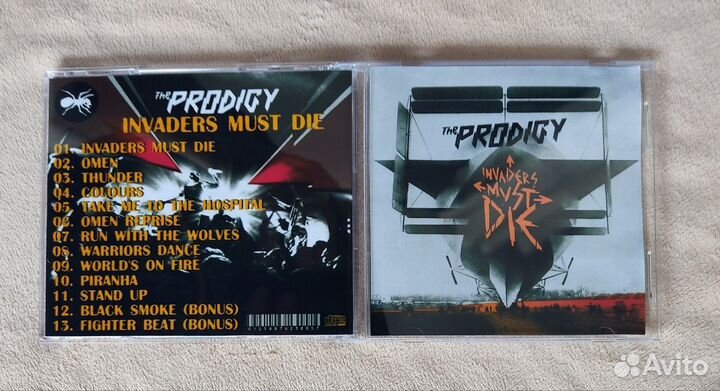 The PRODIGY
INVADERS MUST DIE
01. INVADERS MUST DIE
02. OMEN
03. THUNDER
04. COLOURS
05. TAKE ME TO THE HOSPITAL
06. OMEN REPRISE
07. RUN WITH THE WOLVES
08. WARRIORS DANCE
09. WORLD'S ON FIRE
10. PIRANHA
11. STAND UP
12. BLACK SMOKE (BONUS)
13. FIGHTER BEAT (BONUS)
The PRODIGY
INVADERS
MUST
DIE
Avito